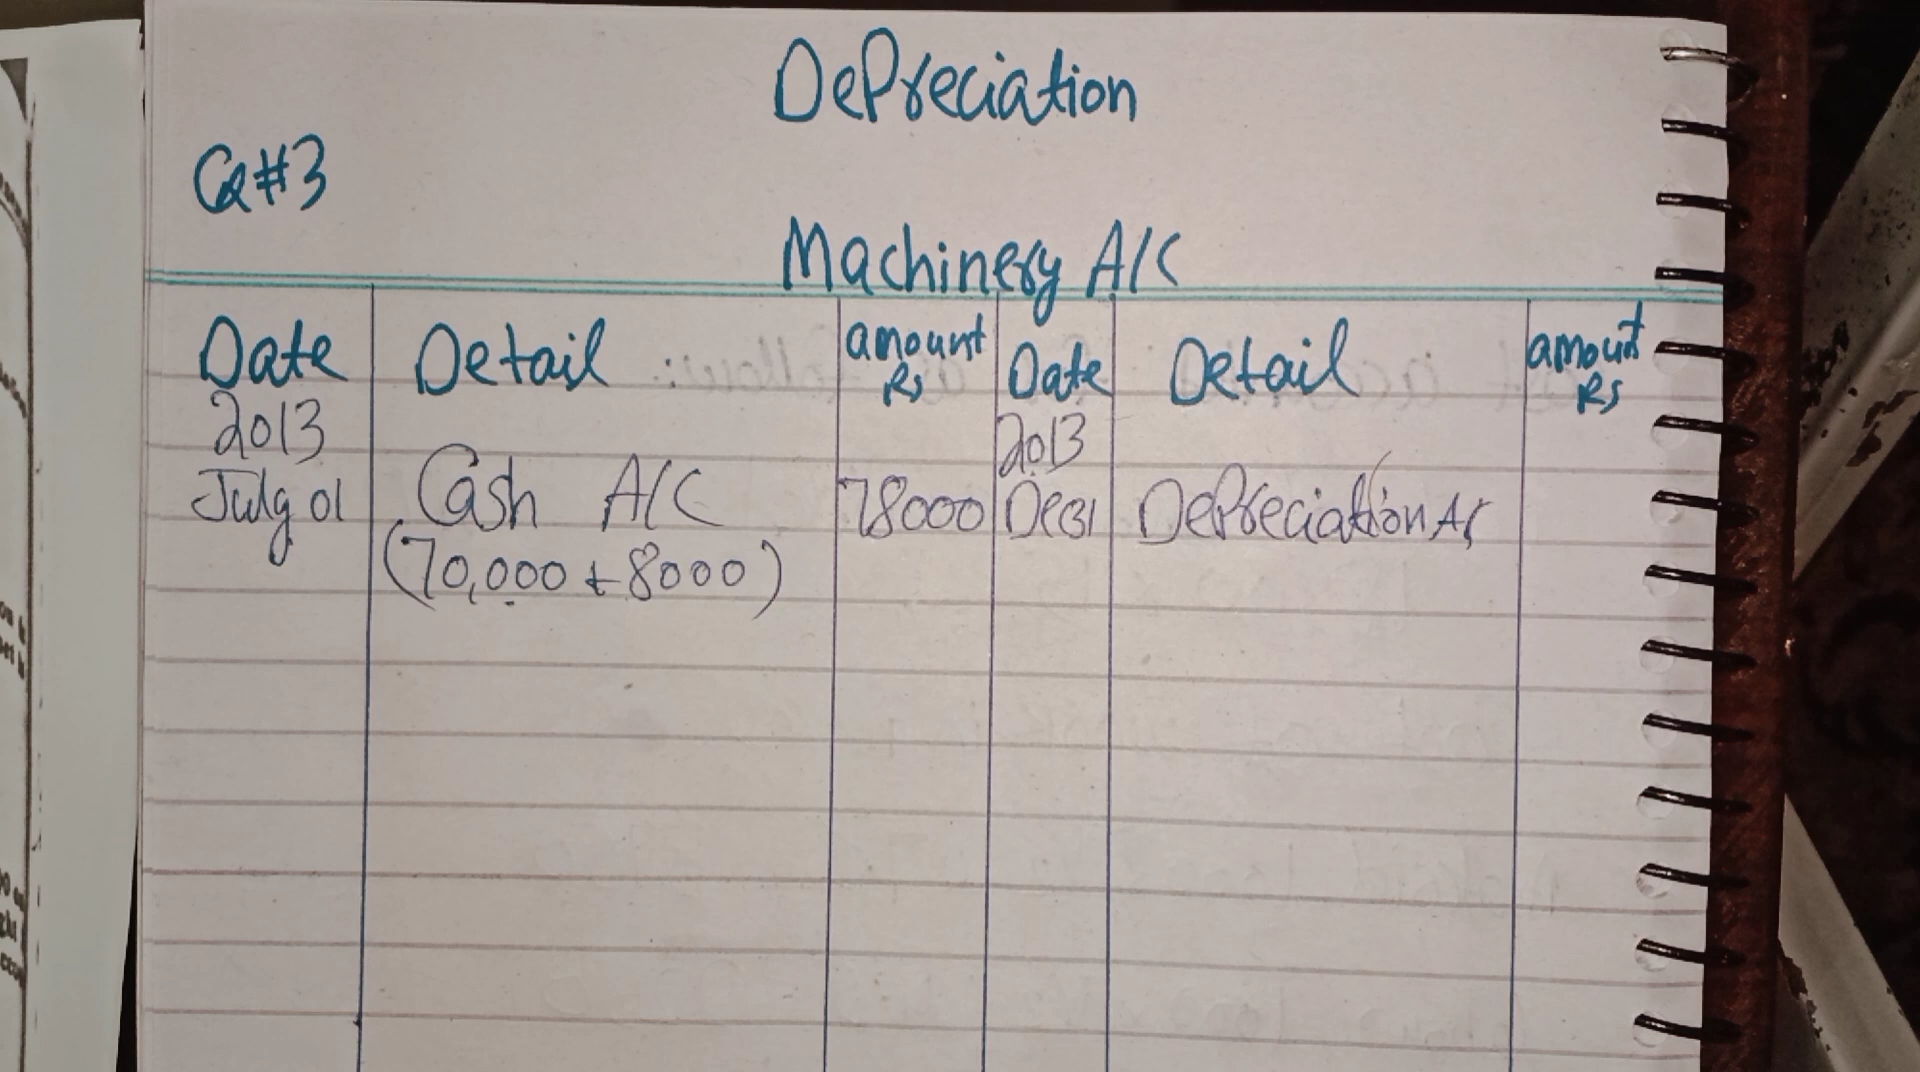 DePreciation
Q#3
Machinery A/C
Date Detail amount Rs Date Detail amount Rs
2013 2013
July 01 Cash A/C 78000 Dec31 Depreciation A/c
(70,000 + 8000)